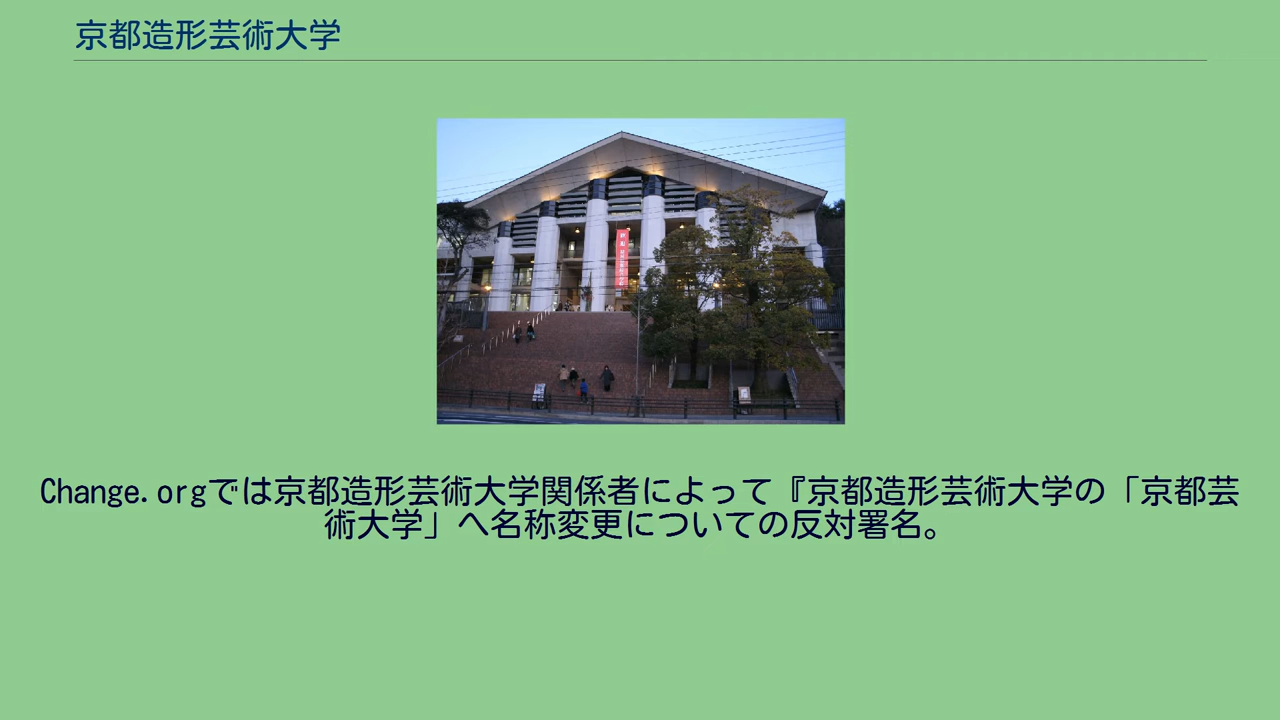 京都造形芸術大学
Change.orgでは京都造形芸術大学関係者によって『京都造形芸術大学の「京都芸
術大学」へ名称変更についての反対署名。